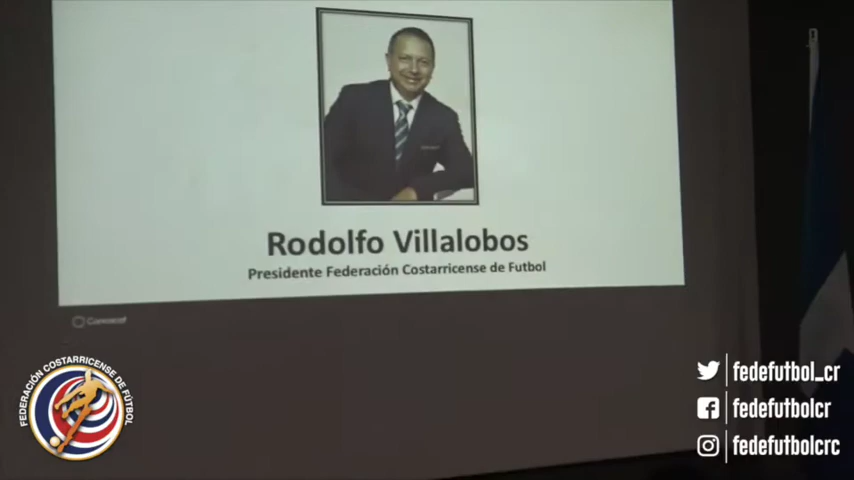 Rodolfo Villalobos
Presidente Federación Costarricense de Futbol
FEDERACIÓN COSTARRICENSE DE FÚTBOL
fedefutbol_cr
fedefutbolcr
fedefutbolcrc